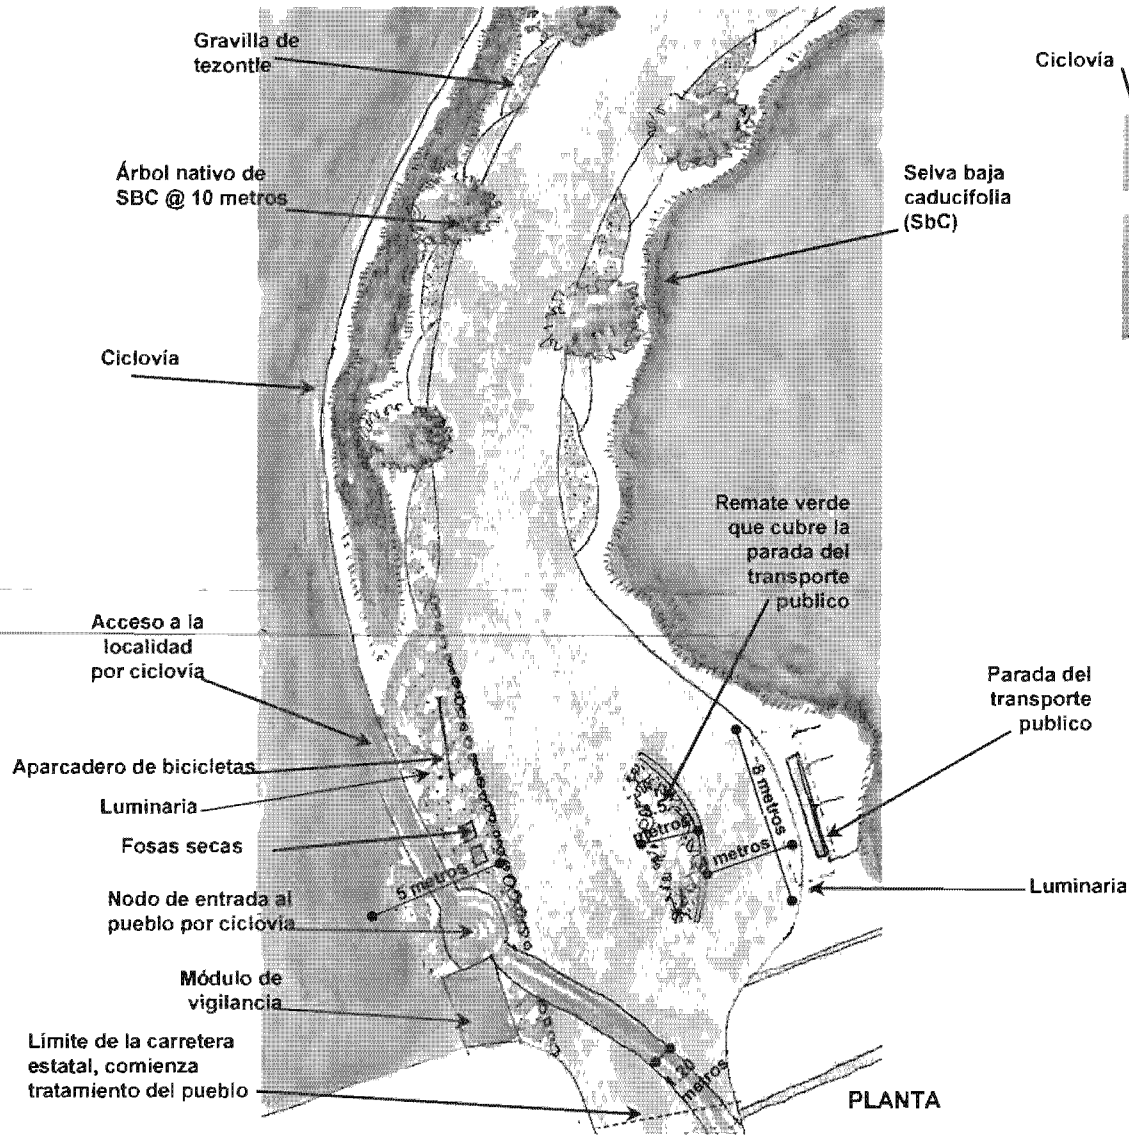 Gravilla de
tezontle
Ciclovía
Árbol nativo de
SBC @ 10 metros
Selva baja
caducifolia
(SbC)
Ciclovía
Remate verde
que cubre la
parada del
transporte
publico
Acceso a la
localidad
por ciclovía
Parada del
transporte
publico
Aparcadero de bicicletas
Luminaria
Fosas secas
~8 metros
metros
metros
5 metros
Luminaria
Nodo de entrada al
pueblo por ciclovía
Módulo de
vigilancia
Límite de la carretera
estatal, comienza
tratamiento del pueblo
metros
PLANTA